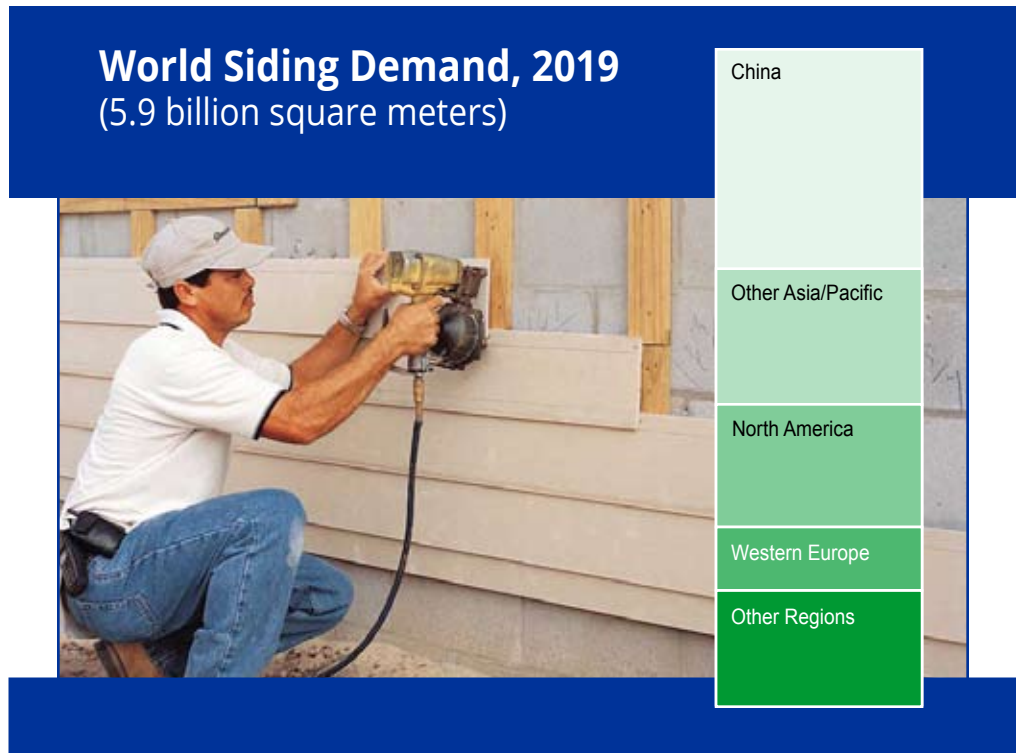 World Siding Demand, 2019
(5.9 billion square meters)
China
Other Asia/Pacific
North America
Western Europe
Other Regions